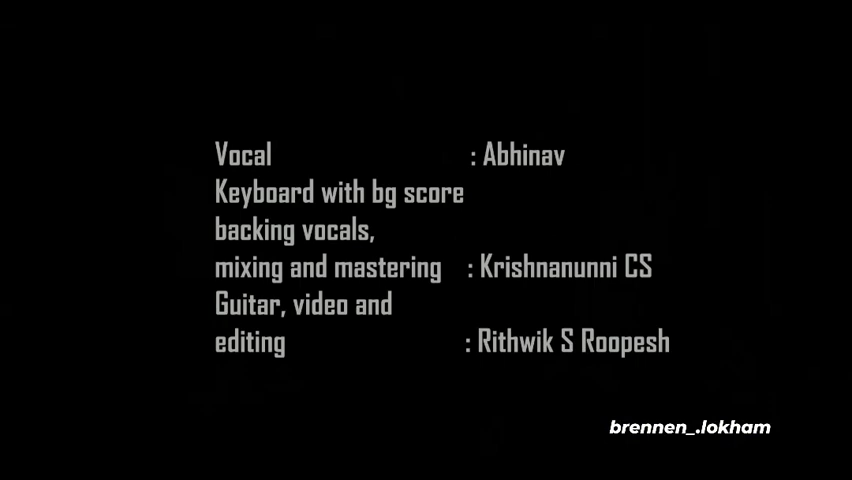 Vocal : Abhinav
Keyboard with bg score
backing vocals,
mixing and mastering : Krishnanunni CS
Guitar, video and
editing : Rithwik S Roopesh
brennen_.lokham